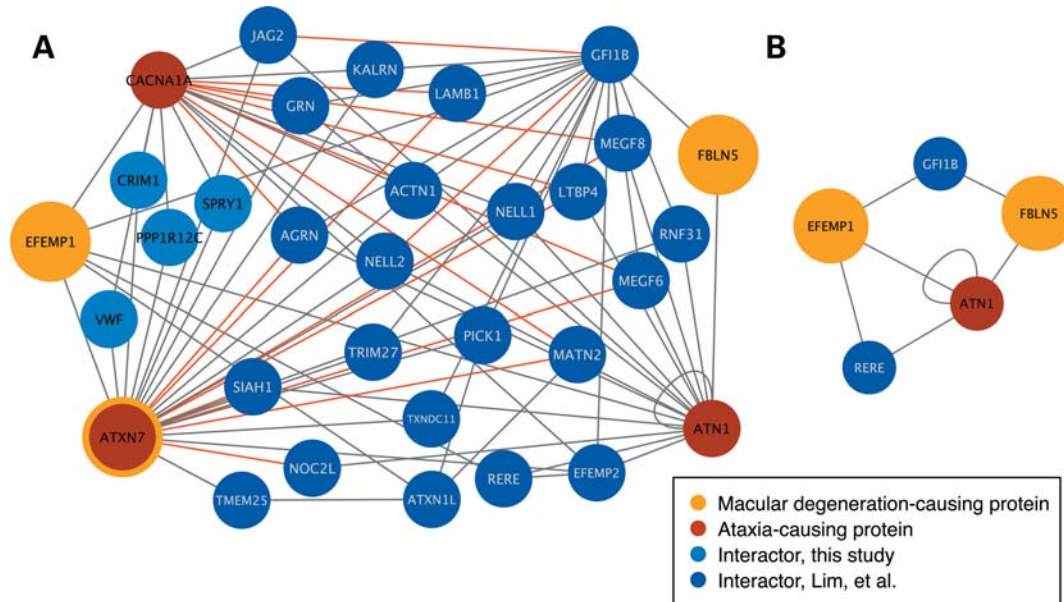 A
B
JAG2
GFI1B
KALRN
CACNA1A
LAMB1
GRN
MEGF8
FBLN5
CRIM1
ACTN1
LTBP4
SPRY1
NELL1
PPP1R12C
AGRN
RNF31
EFEMP1
NELL2
MEGF6
VWF
PICK1
TRIM27
MATN2
SIAH1
TXNDC11
ATXN7
ATN1
NOC2L
RERE
EFEMP2
TMEM25
ATXN1L
GFI1B
EFEMP1
FBLN5
ATN1
RERE
Macular degeneration-causing protein
Ataxia-causing protein
Interactor, this study
Interactor, Lim, et al.